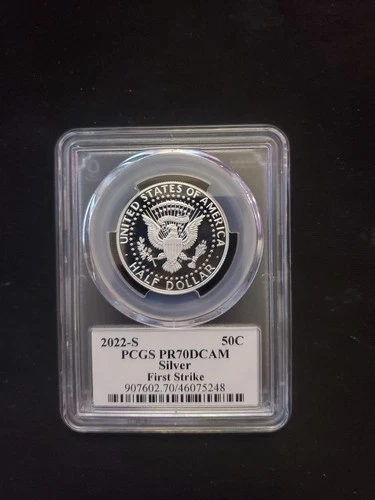 UNITED STATES OF AMERICA
HALF DOLLAR
2022-S 50C
PCGS PR70DCAM
Silver
First Strike
907602.70/46075248